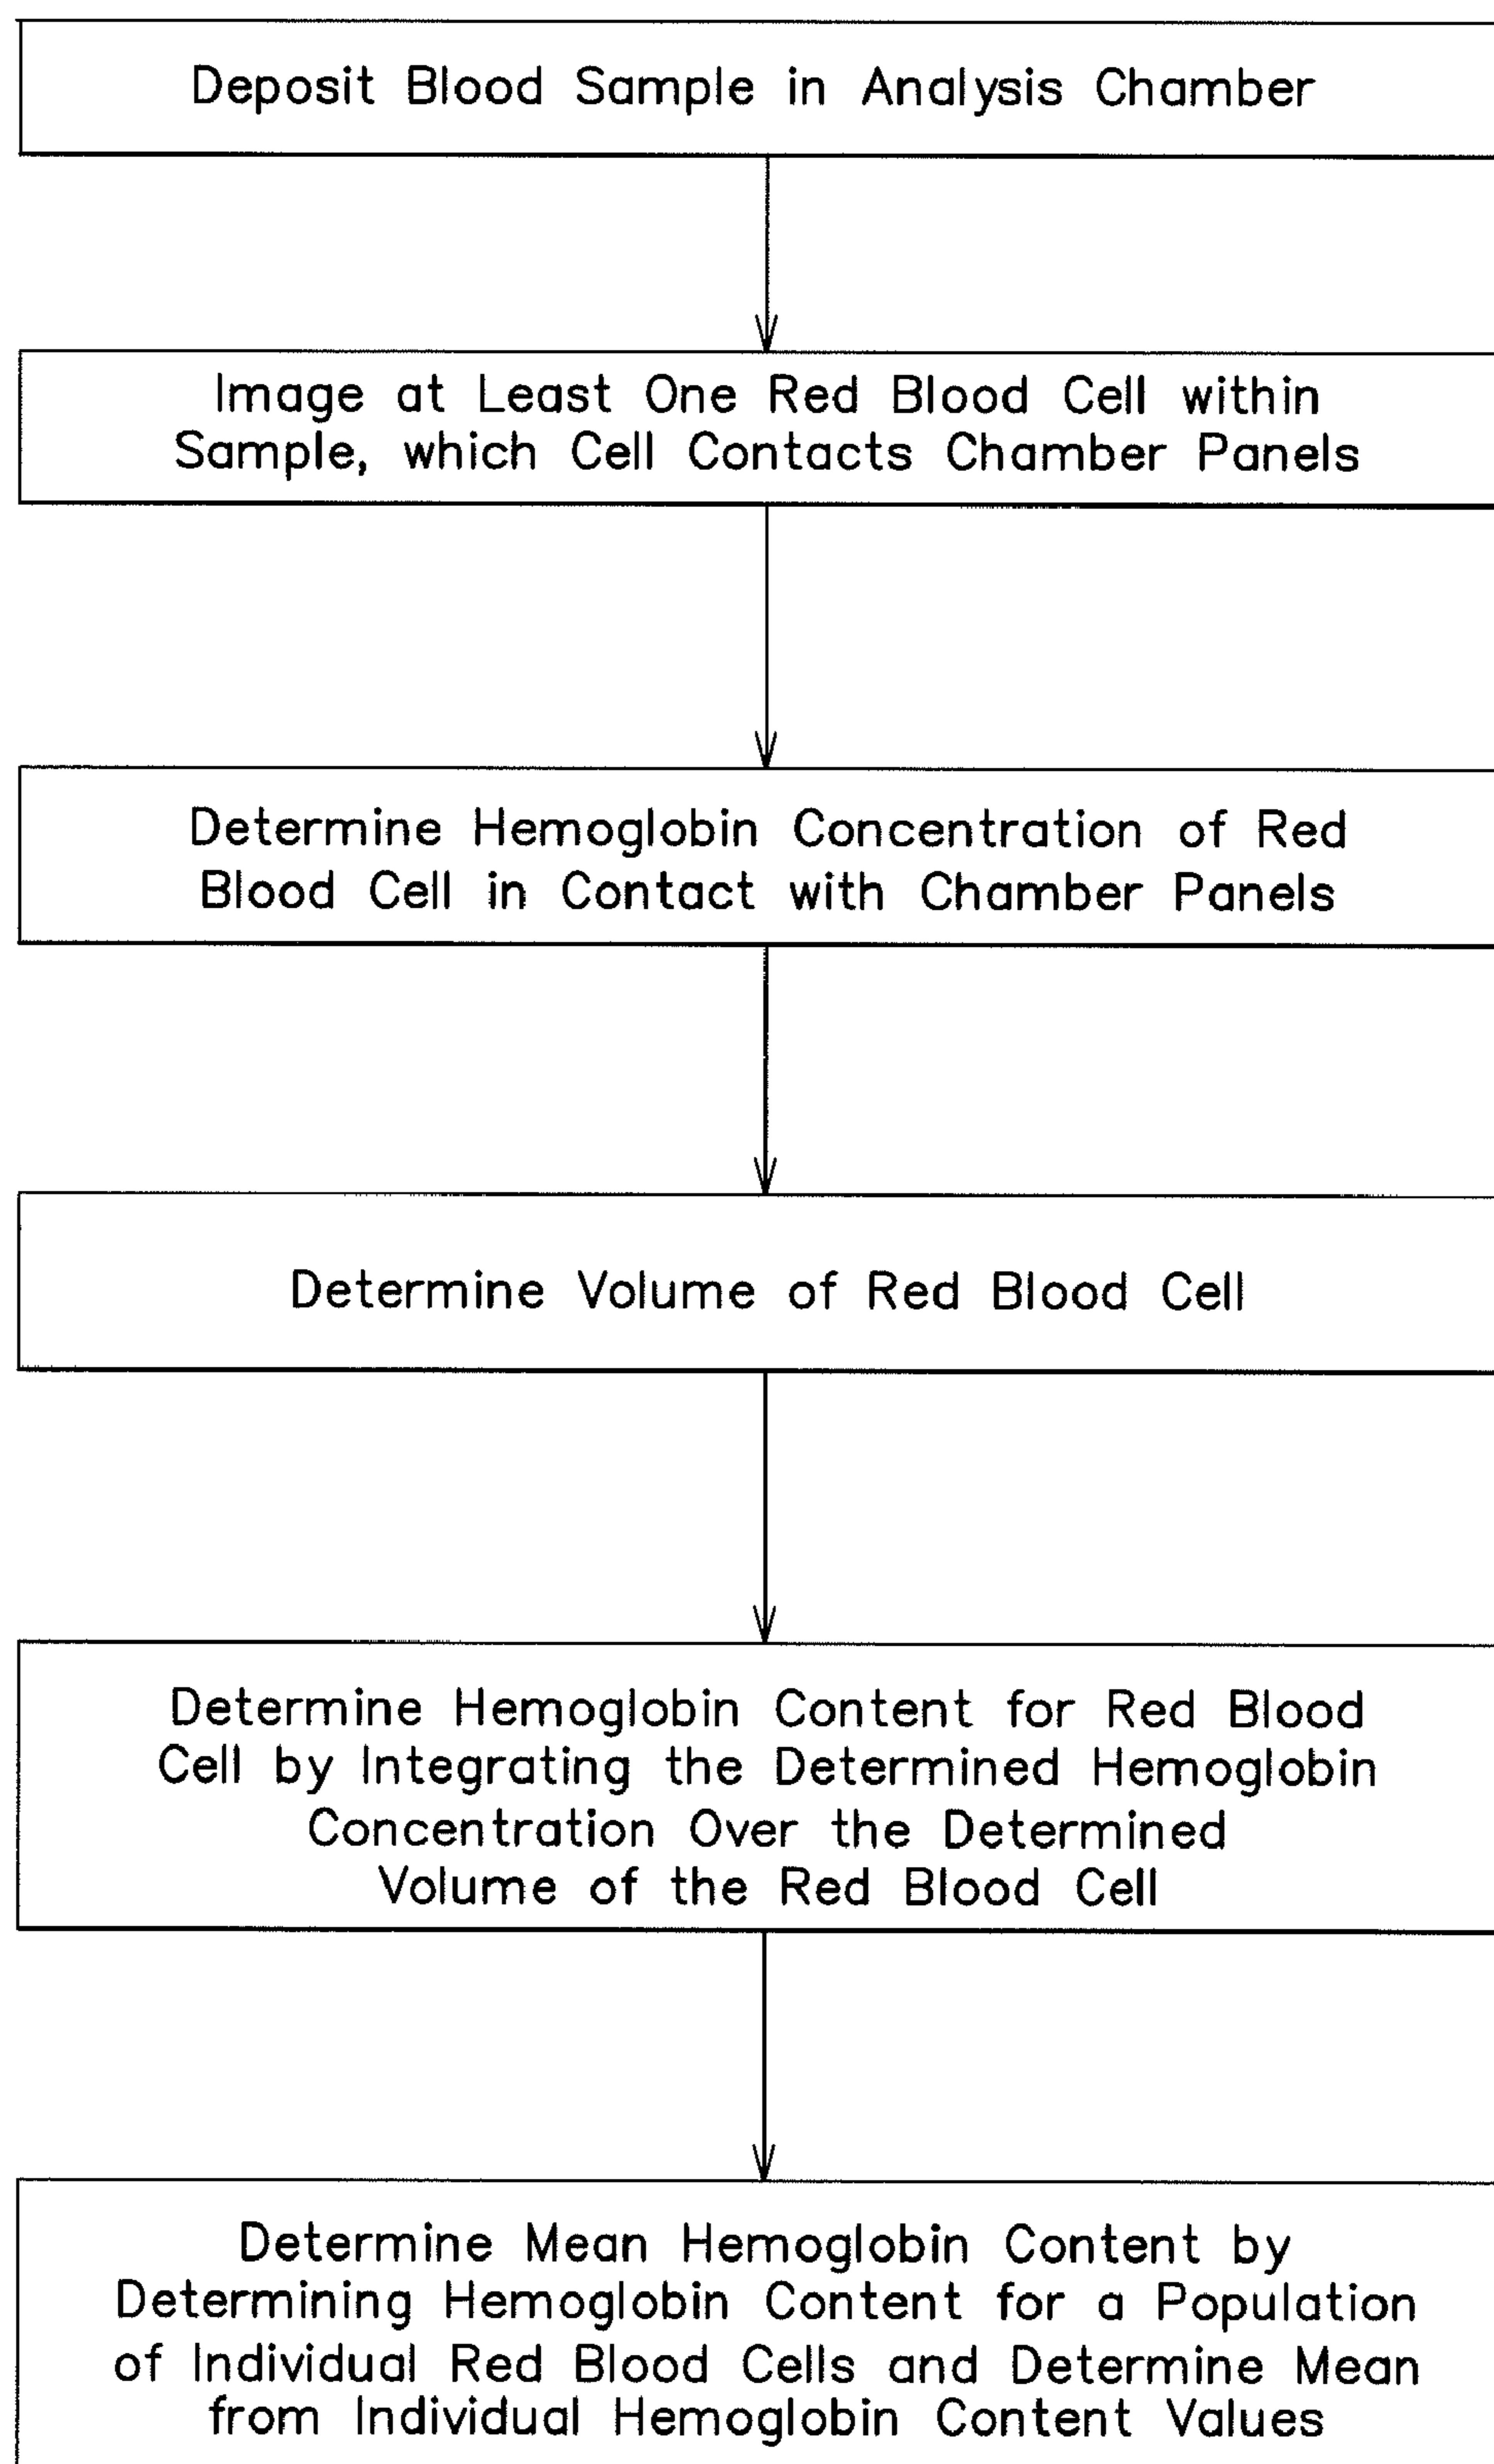 Deposit Blood Sample in Analysis Chamber
Image at Least One Red Blood Cell within
Sample, which Cell Contacts Chamber Panels
Determine Hemoglobin Concentration of Red
Blood Cell in Contact with Chamber Panels
Determine Volume of Red Blood Cell
Determine Hemoglobin Content for Red Blood
Cell by Integrating the Determined Hemoglobin
Concentration Over the Determined
Volume of the Red Blood Cell
Determine Mean Hemoglobin Content by
Determining Hemoglobin Content for a Population
of Individual Red Blood Cells and Determine Mean
from Individual Hemoglobin Content Values